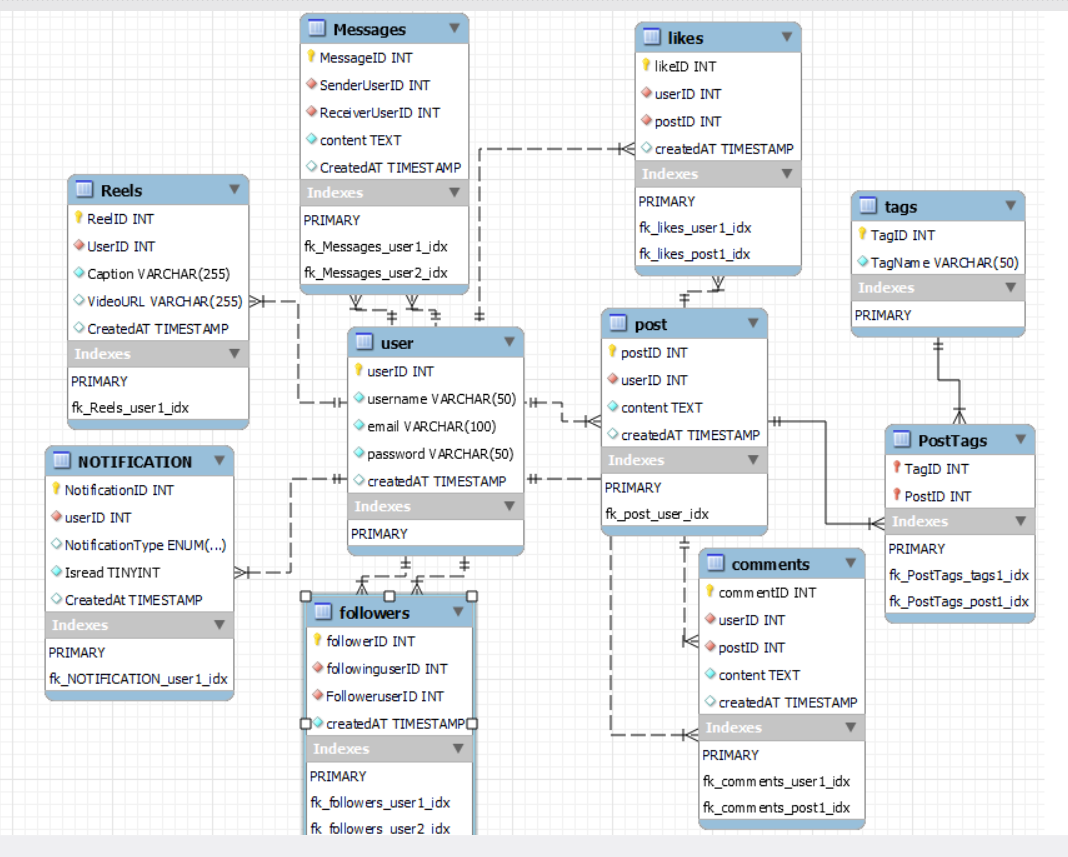 Messages
MessageID INT
SenderUserID INT
ReceiverUserID INT
content TEXT
CreatedAT TIMESTAMP
Indexes
PRIMARY
fk_Messages_user1_idx
fk_Messages_user2_idx
likes
likeID INT
userID INT
postID INT
createdAT TIMESTAMP
Indexes
PRIMARY
fk_likes_user1_idx
fk_likes_post1_idx
Reels
ReelID INT
UserID INT
Caption VARCHAR(255)
VideoURL VARCHAR(255)
CreatedAT TIMESTAMP
Indexes
PRIMARY
fk_Reels_user1_idx
tags
TagID INT
TagName VARCHAR(50)
Indexes
PRIMARY
user
userID INT
username VARCHAR(50)
email VARCHAR(100)
password VARCHAR(50)
createdAT TIMESTAMP
Indexes
PRIMARY
post
postID INT
userID INT
content TEXT
createdAT TIMESTAMP
Indexes
PRIMARY
fk_post_user_idx
PostTags
TagID INT
PostID INT
Indexes
PRIMARY
fk_PostTags_tags1_idx
fk_PostTags_post1_idx
NOTIFICATION
NotificationID INT
userID INT
NotificationType ENUM(...)
Isread TINYINT
CreatedAt TIMESTAMP
Indexes
PRIMARY
fk_NOTIFICATION_user1_idx
followers
followerID INT
followinguserID INT
FolloweruserID INT
createdAT TIMESTAMP
Indexes
PRIMARY
fk_followers_user1_idx
fk_followers_user2_idx
comments
commentID INT
userID INT
postID INT
content TEXT
createdAT TIMESTAMP
Indexes
PRIMARY
fk_comments_user1_idx
fk_comments_post1_idx